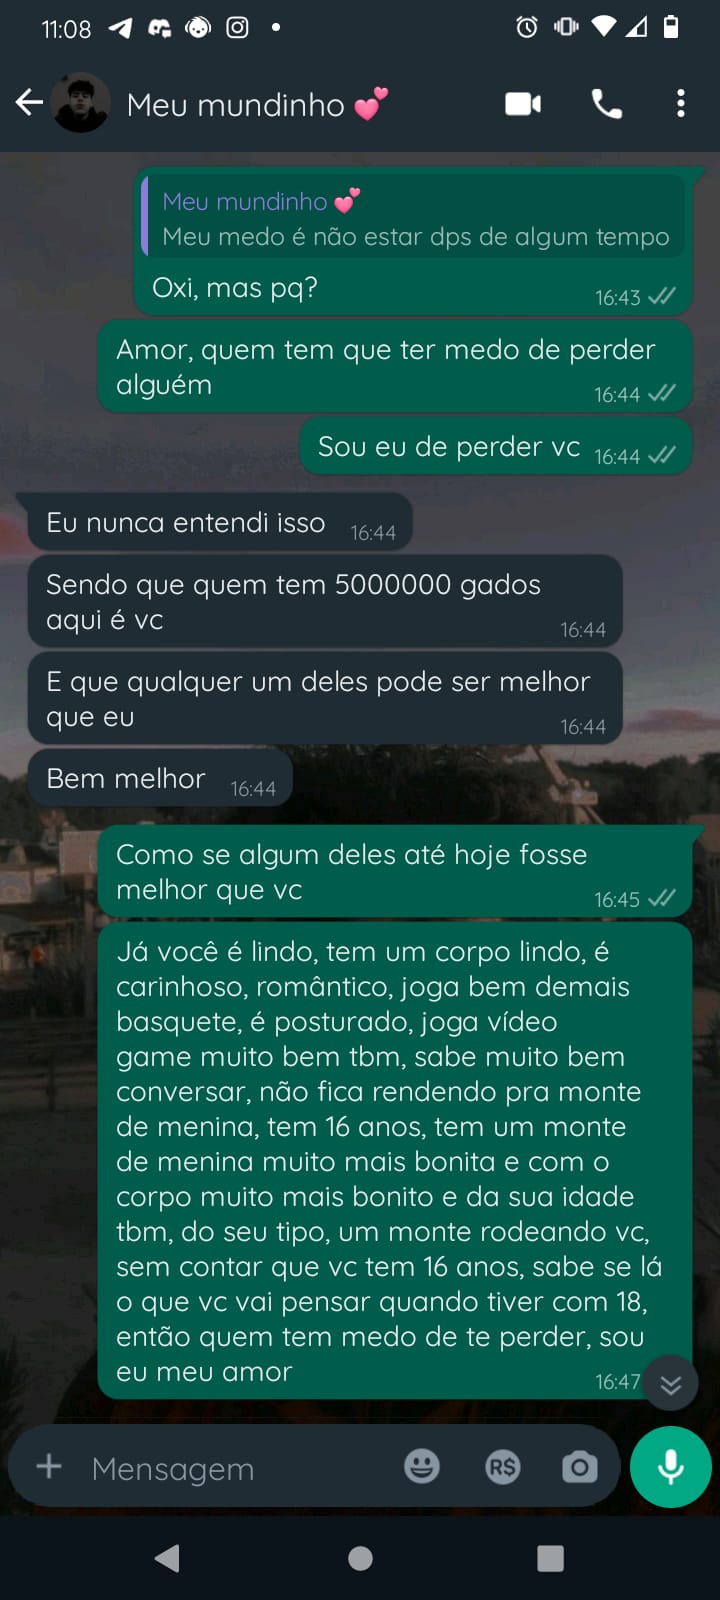 11:08
Meu mundinho 💕
Meu mundinho 💕
Meu medo é não estar dps de algum tempo
Oxi, mas pq?
16:43
Amor, quem tem que ter medo de perder
alguém
16:44
Sou eu de perder vc 16:44
Eu nunca entendi isso 16:44
Sendo que quem tem 5000000 gados
aqui é vc
16:44
E que qualquer um deles pode ser melhor
que eu
16:44
Bem melhor 16:44
Como se algum deles até hoje fosse
melhor que vc
16:45
Já você é lindo, tem um corpo lindo, é
carinhoso, romântico, joga bem demais
basquete, é posturado, joga vídeo
game muito bem tbm, sabe muito bem
conversar, não fica rendendo pra monte
de menina, tem 16 anos, tem um monte
de menina muito mais bonita e com o
corpo muito mais bonito e da sua idade
tbm, do seu tipo, um monte rodeando vc,
sem contar que vc tem 16 anos, sabe se lá
o que vc vai pensar quando tiver com 18,
então quem tem medo de te perder, sou
eu meu amor
16:47
Mensagem
R$